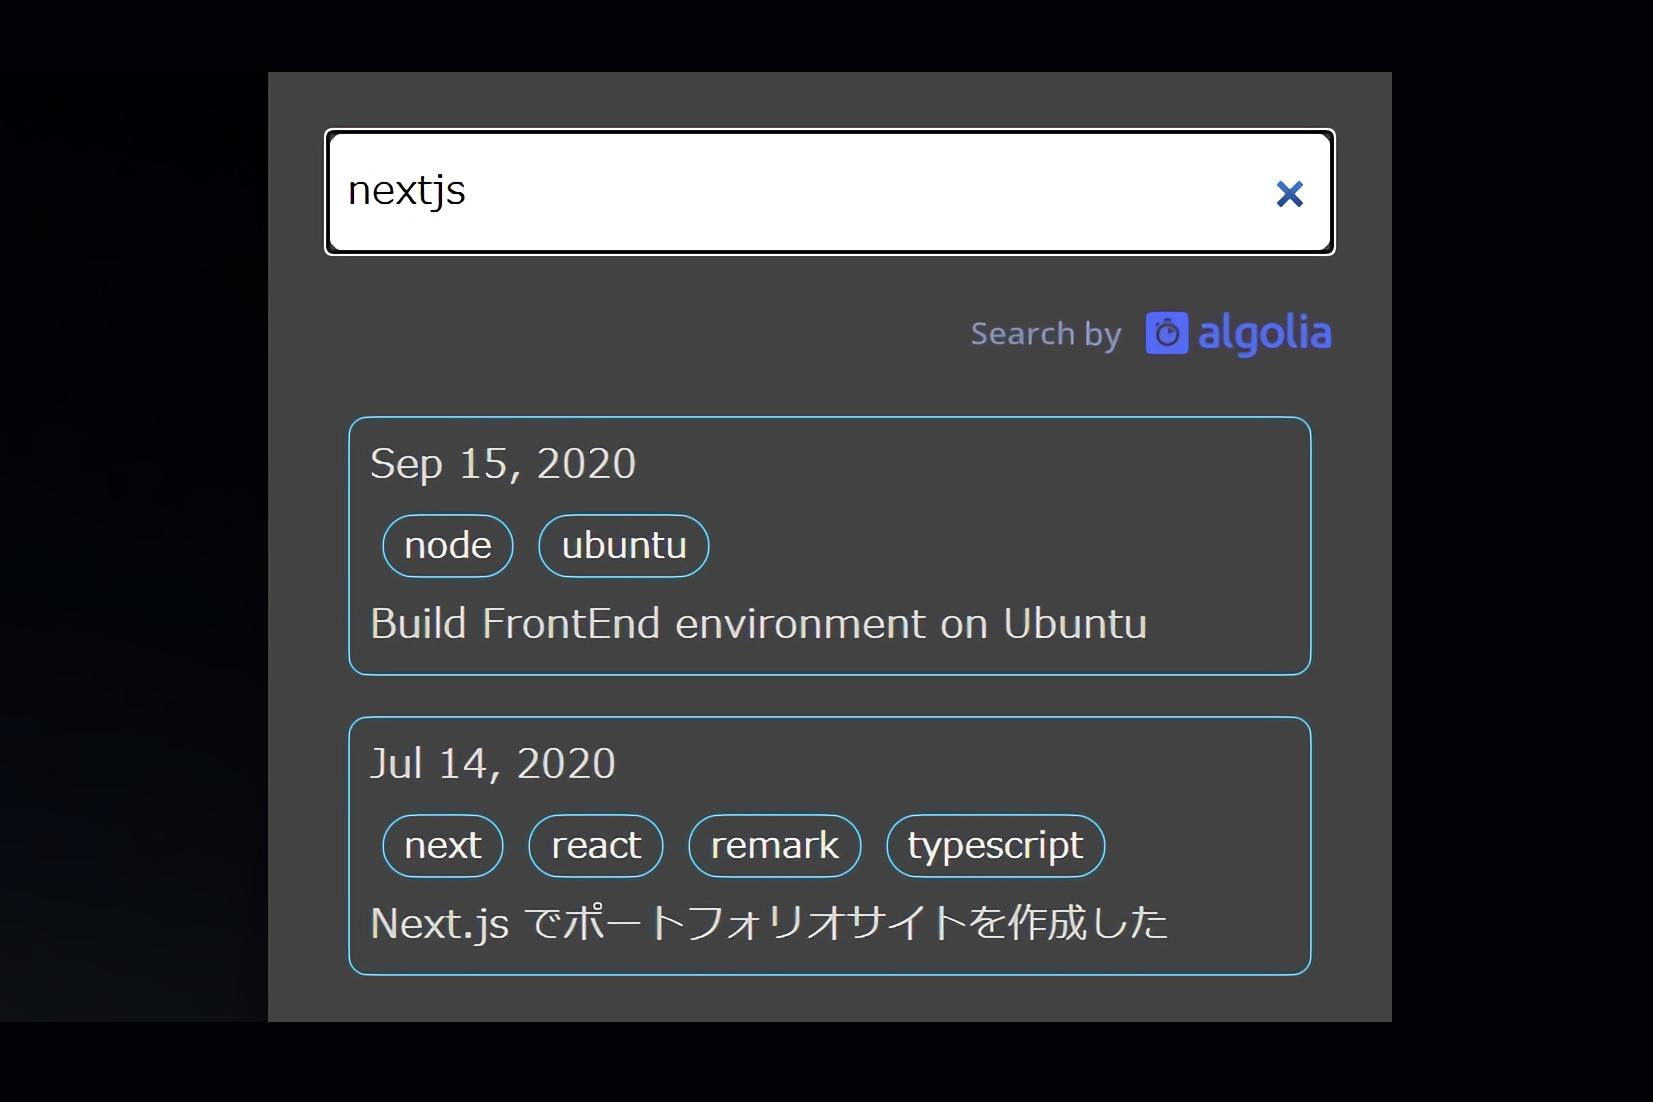 nextjs
Search by algolia
Sep 15, 2020
node ubuntu
Build FrontEnd environment on Ubuntu
Jul 14, 2020
next react remark typescript
Next.js でポートフォリオサイトを作成した